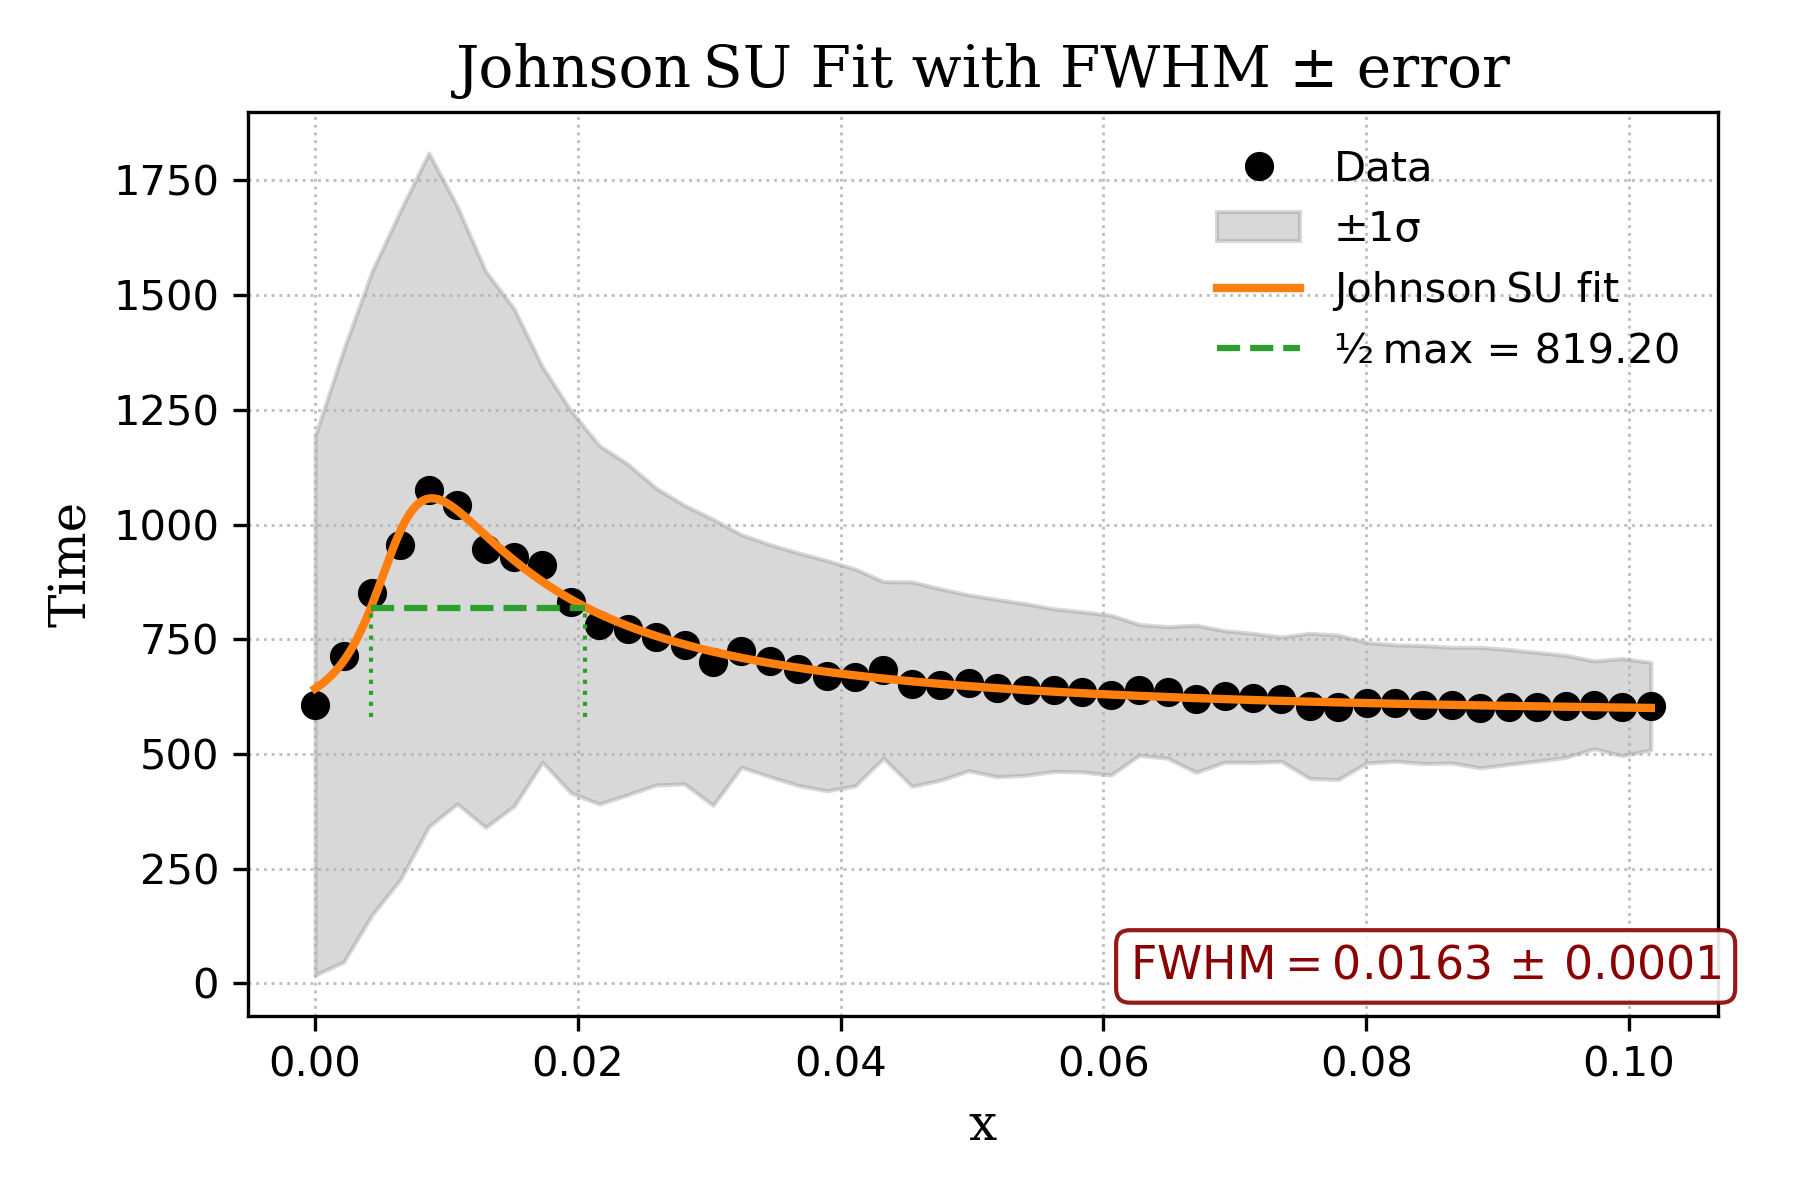 Johnson SU Fit with FWHM ± error
Time
1750
1500
1250
1000
750
500
250
0
Data
±1σ
Johnson SU fit
½ max = 819.20
FWHM = 0.0163 ± 0.0001
0.00 0.02 0.04 0.06 0.08 0.10
x